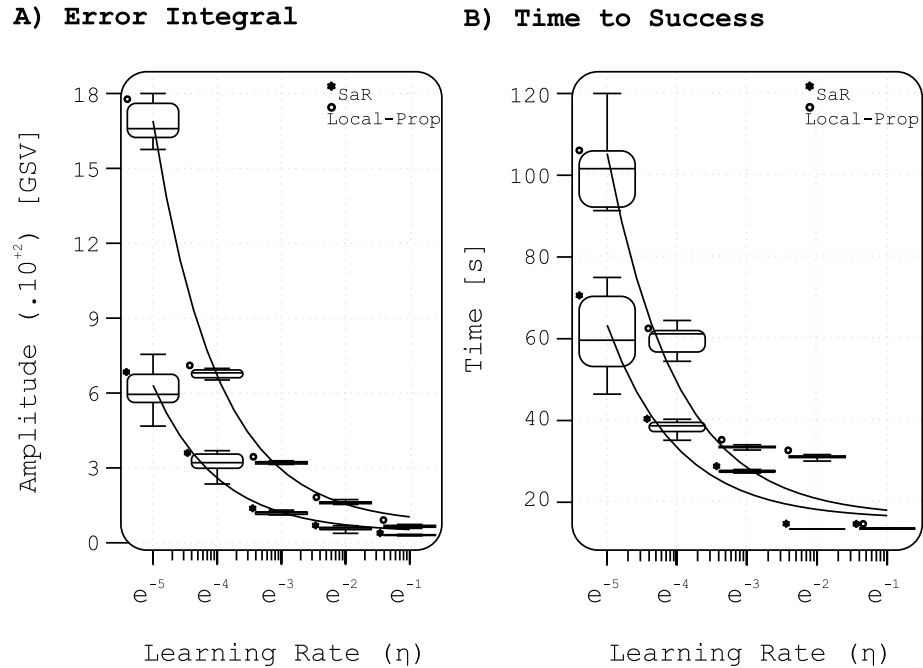 A) Error Integral
B) Time to Success
SaR
Local-Prop
Amplitude (.10⁺²) [GSV]
18
15
12
9
6
3
0
e⁻⁵ e⁻⁴ e⁻³ e⁻² e⁻¹
Learning Rate (η)
SaR
Local-Prop
Time [s]
120
100
80
60
40
20
e⁻⁵ e⁻⁴ e⁻³ e⁻² e⁻¹
Learning Rate (η)